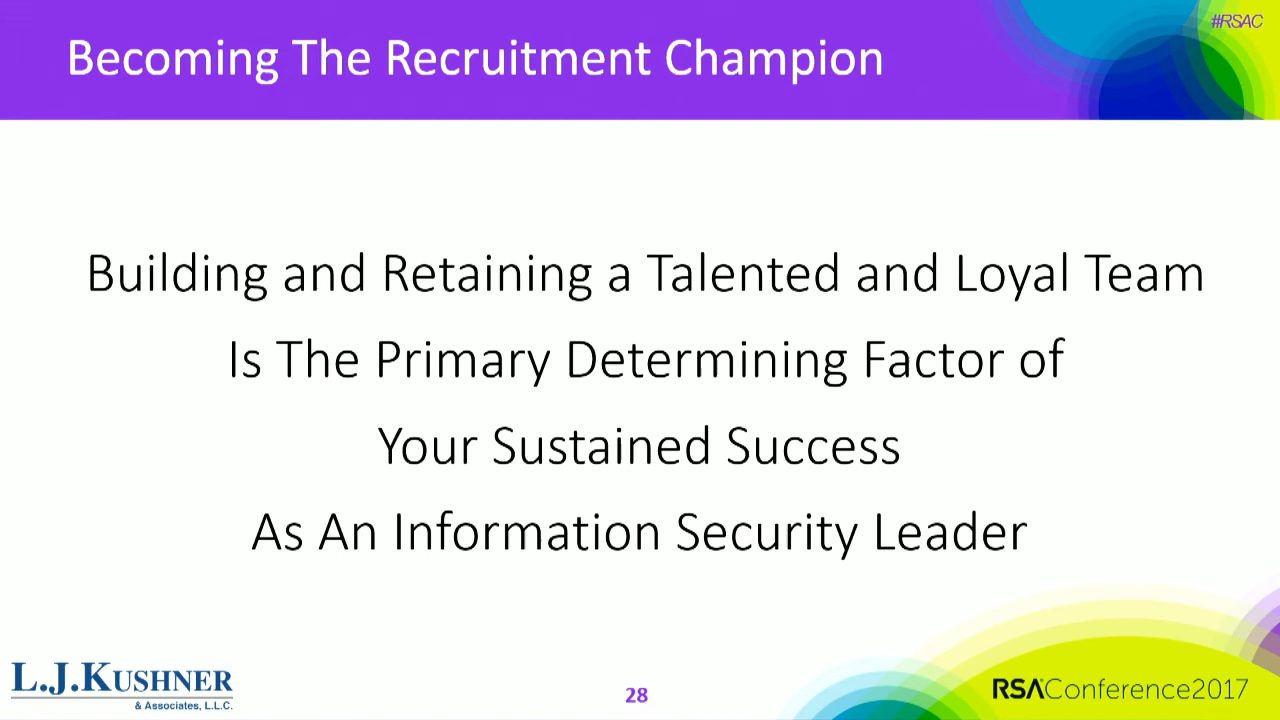 #RSAC
Becoming The Recruitment Champion
Building and Retaining a Talented and Loyal Team
Is The Primary Determining Factor of
Your Sustained Success
As An Information Security Leader
L.J.KUSHNER
& Associates, L.L.C.
28
RSAConference2017